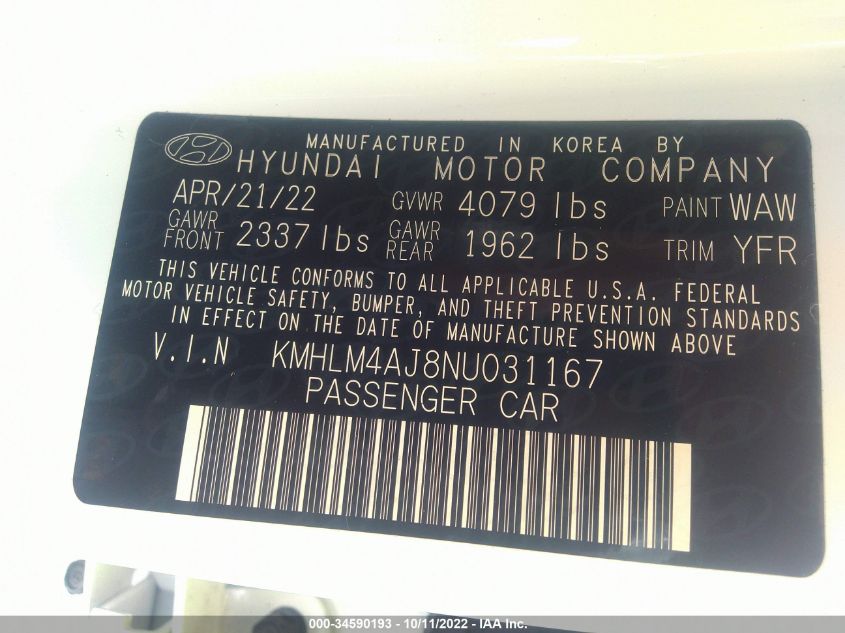 MANUFACTURED IN KOREA BY
HYUNDAI MOTOR COMPANY
APR/21/22 GVWR 4079 lbs PAINT WAW
GAWR FRONT 2337 lbs GAWR REAR 1962 lbs TRIM YFR
THIS VEHICLE CONFORMS TO ALL APPLICABLE U.S.A. FEDERAL
MOTOR VEHICLE SAFETY, BUMPER, AND THEFT PREVENTION STANDARDS
IN EFFECT ON THE DATE OF MANUFACTURE SHOWN ABOVE
V.I.N KMHLM4AJ8NU031167
PASSENGER CAR
000-34590193 - 10/11/2022 - IAA Inc.